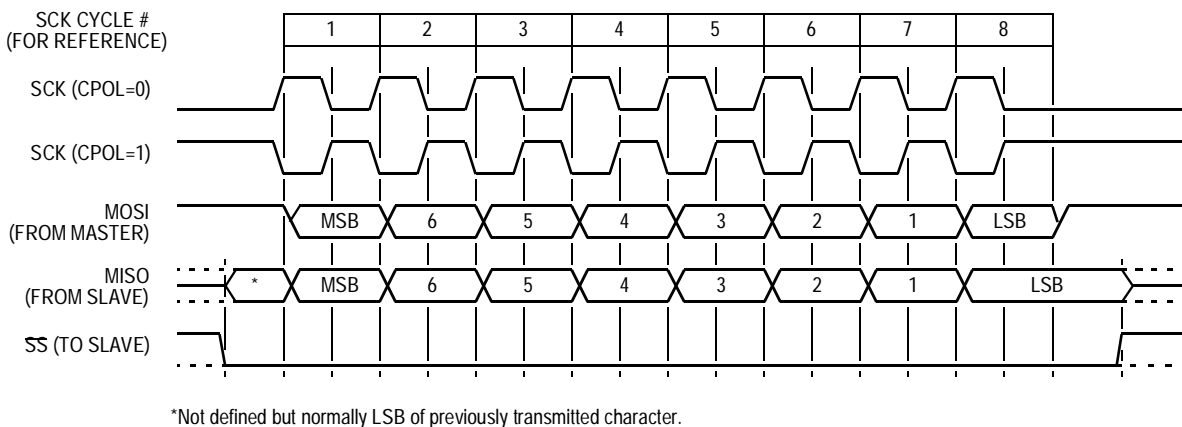 SCK CYCLE #
(FOR REFERENCE)
1 2 3 4 5 6 7 8
SCK (CPOL=0)
SCK (CPOL=1)
MOSI
(FROM MASTER)
MSB 6 5 4 3 2 1 LSB
MISO
(FROM SLAVE)
* MSB 6 5 4 3 2 1 LSB
SS (TO SLAVE)
*Not defined but normally LSB of previously transmitted character.